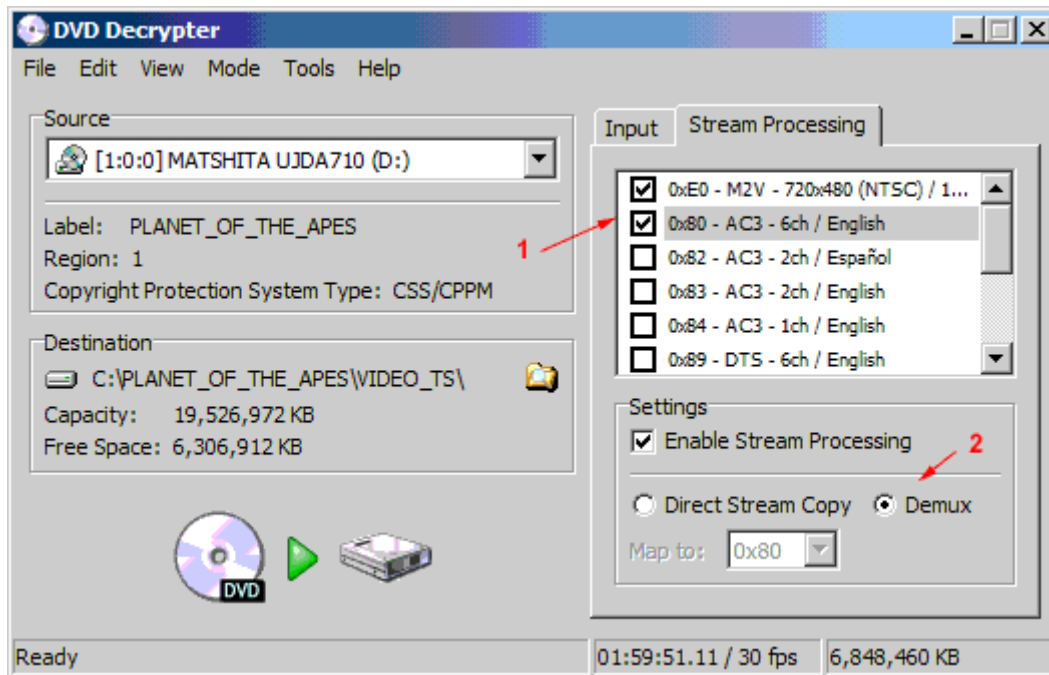 DVD Decrypter
File Edit View Mode Tools Help
Source
[1:0:0] MATSHITA UJDA710 (D:)
Label: PLANET_OF_THE_APES
Region: 1
Copyright Protection System Type: CSS/CPPM
Destination
C:\PLANET_OF_THE_APES\VIDEO_TS\
Capacity: 19,526,972 KB
Free Space: 6,306,912 KB
DVD
Input Stream Processing
0xE0 - M2V - 720x480 (NTSC) / 1...
1
0x80 - AC3 - 6ch / English
0x82 - AC3 - 2ch / Español
0x83 - AC3 - 2ch / English
0x84 - AC3 - 1ch / English
0x89 - DTS - 6ch / English
Settings
Enable Stream Processing
2
Direct Stream Copy Demux
Map to: 0x80
Ready 01:59:51.11 / 30 fps 6,848,460 KB